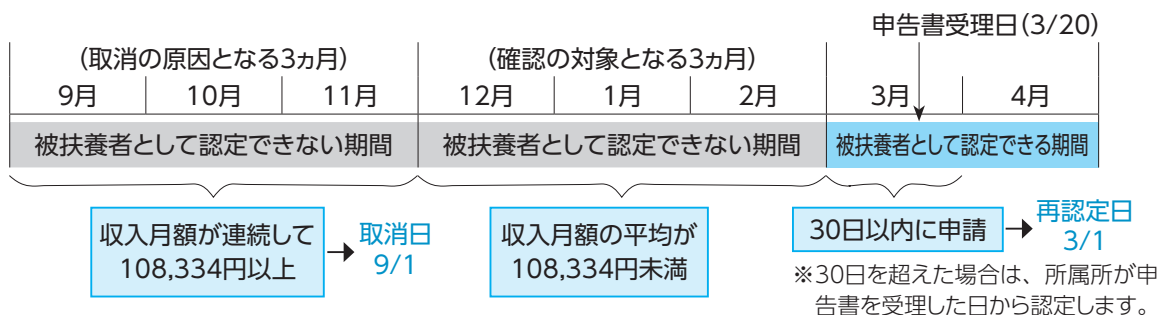 申告書受理日(3/20)
(取消の原因となる3ヵ月)
(確認の対象となる3ヵ月)
9月 10月 11月 12月 1月 2月 3月 4月
被扶養者として認定できない期間
被扶養者として認定できない期間
被扶養者として認定できる期間
収入月額が連続して
108,334円以上
取消日
9/1
収入月額の平均が
108,334円未満
30日以内に申請
再認定日
3/1
※30日を超えた場合は、所属所が申
告書を受理した日から認定します。